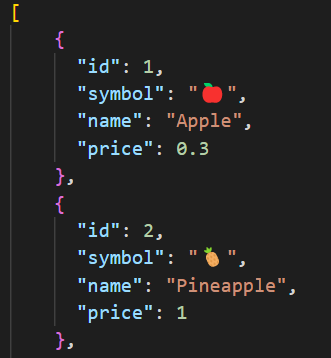 [
    {
      "id": 1,
      "symbol": "🍎",
      "name": "Apple",
      "price": 0.3
    },
    {
      "id": 2,
      "symbol": "🍍",
      "name": "Pineapple",
      "price": 1
    },